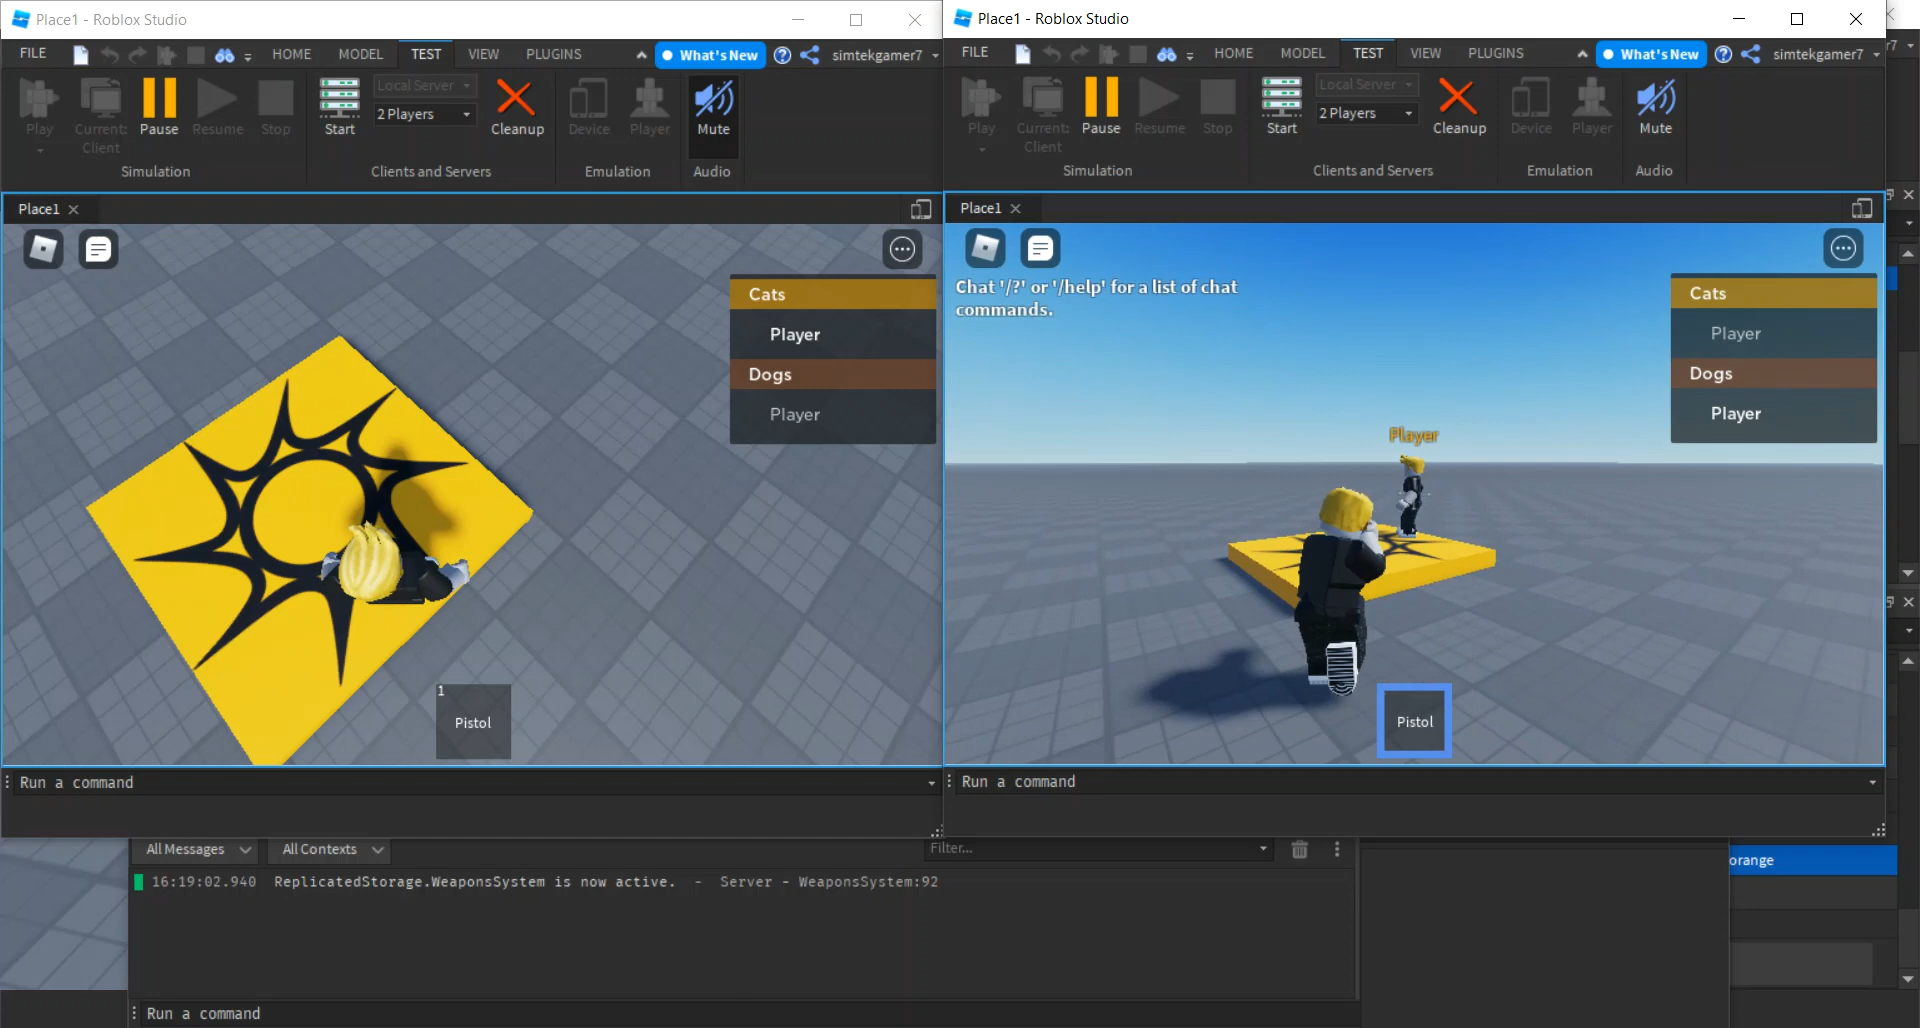 Place1 - Roblox Studio
FILE
HOME
MODEL
TEST
VIEW
PLUGINS
What's New
simtekgamer7
Play
Current:
Client
Pause
Resume
Stop
Simulation
Start
Local Server
2 Players
Cleanup
Clients and Servers
Device
Player
Emulation
Mute
Audio
Place1
Cats
Player
Dogs
Player
1
Pistol
Run a command
Place1 - Roblox Studio
FILE
HOME
MODEL
TEST
VIEW
PLUGINS
What's New
simtekgamer7
r7
Play
Current:
Client
Pause
Resume
Stop
Simulation
Start
Local Server
2 Players
Cleanup
Clients and Servers
Device
Player
Emulation
Mute
Audio
Place1
Chat '/?' or '/help' for a list of chat
commands.
Cats
Player
Dogs
Player
Player
Pistol
Run a command
All Messages
All Contexts
Filter...
16:19:02.940 ReplicatedStorage.WeaponsSystem is now active. - Server - WeaponsSystem:92
orange
Run a command